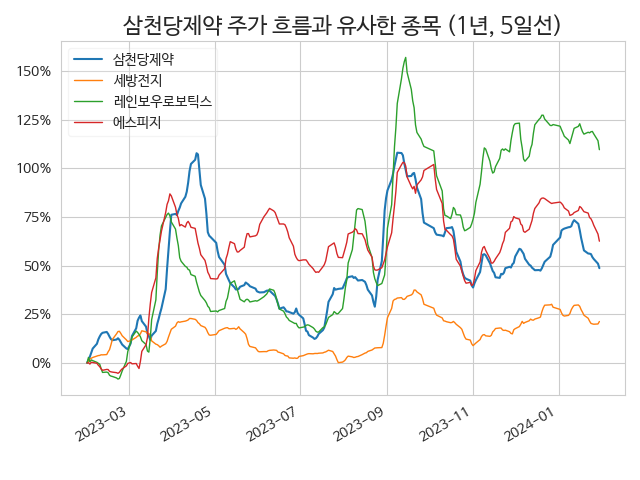 삼천당제약 주가 흐름과 유사한 종목 (1년, 5일선)
삼천당제약
세방전지
레인보우로보틱스
에스피지
150%
125%
100%
75%
50%
25%
0%
2023-03
2023-05
2023-07
2023-09
2023-11
2024-01